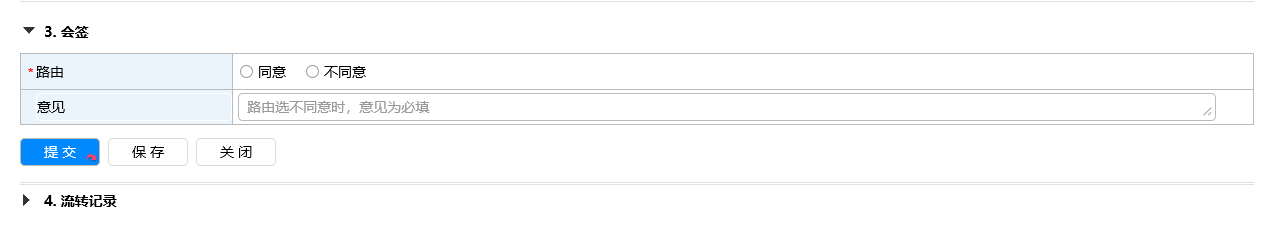 3. 会签
*路由 同意 不同意
意见 路由选不同意时，意见为必填
提 交 保 存 关 闭
4. 流转记录